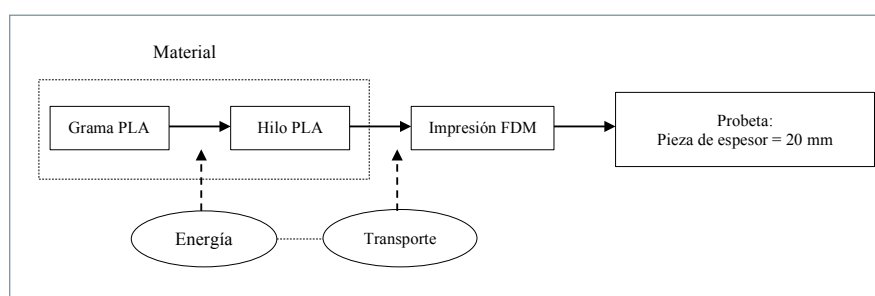 Material
Grama PLA
Hilo PLA
Impresión FDM
Probeta:
Pieza de espesor = 20 mm
Energía
Transporte